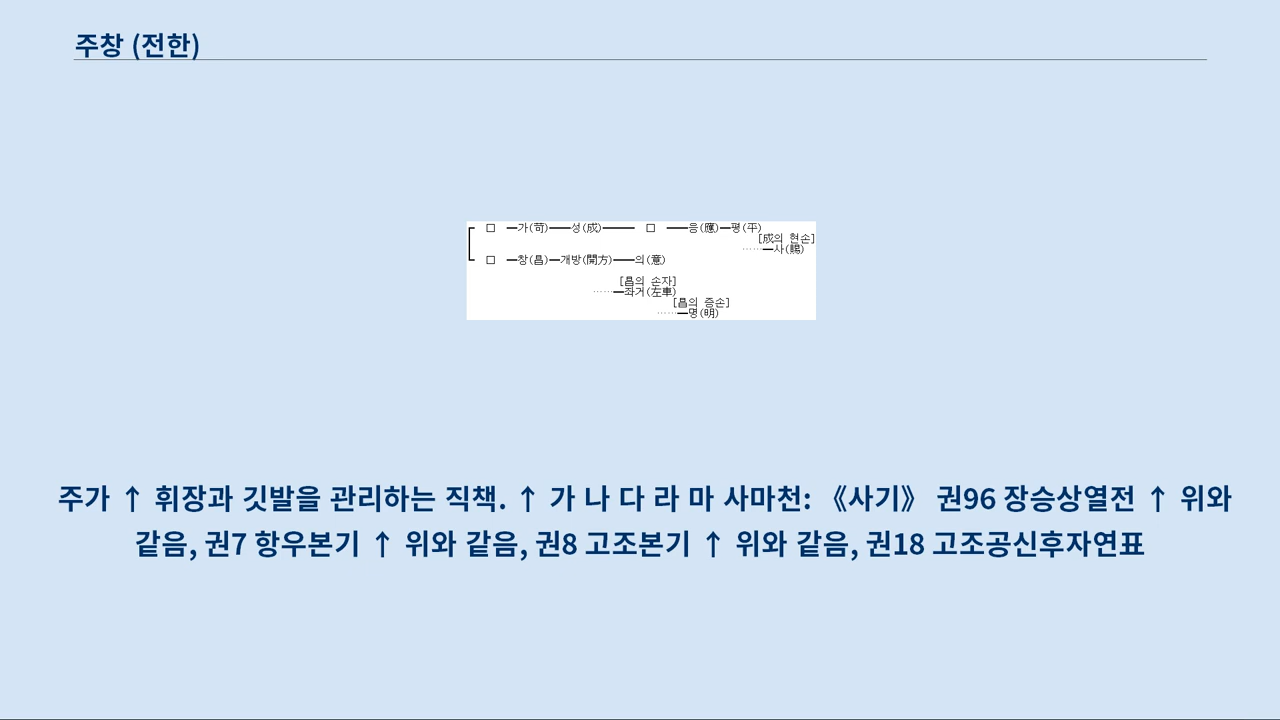 주창 (전한)
□ ━가(苛)━━성(成)━━━ □ ━━응(應)━평(平)
[成의 현손]
……━사(賜)
□ ━창(昌)━개방(開方)━━의(意)
[昌의 손자]
……━좌거(左車)
[昌의 증손]
……━명(明)
주가 ↑ 휘장과 깃발을 관리하는 직책. ↑ 가 나 다 라 마 사마천: 《사기》 권96 장승상열전 ↑ 위와
같음, 권7 항우본기 ↑ 위와 같음, 권8 고조본기 ↑ 위와 같음, 권18 고조공신후자연표